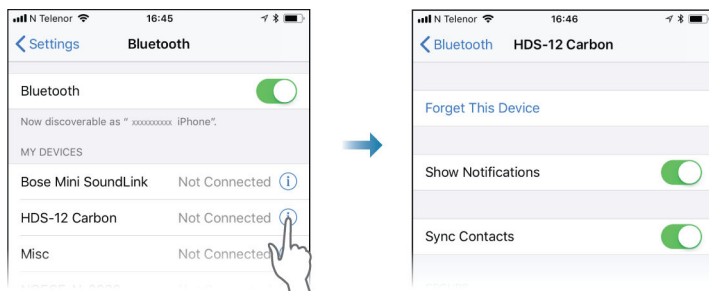 N Telenor 16:45
Settings Bluetooth
Bluetooth
Now discoverable as " xxxxxxxxx iPhone".
MY DEVICES
Bose Mini SoundLink Not Connected
HDS-12 Carbon Not Connected
Misc Not Connected
N Telenor 16:46
Bluetooth HDS-12 Carbon
Forget This Device
Show Notifications
Sync Contacts